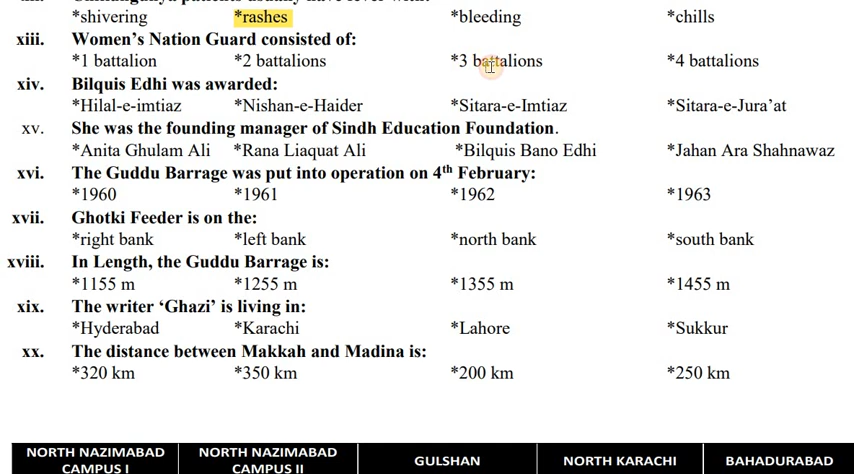 *shivering *rashes *bleeding *chills
xiii. Women's Nation Guard consisted of:
*1 battalion *2 battalions *3 battalions *4 battalions
xiv. Bilquis Edhi was awarded:
*Hilal-e-imtiaz *Nishan-e-Haider *Sitara-e-Imtiaz *Sitara-e-Jura'at
xv. She was the founding manager of Sindh Education Foundation.
*Anita Ghulam Ali *Rana Liaquat Ali *Bilquis Bano Edhi *Jahan Ara Shahnawaz
xvi. The Guddu Barrage was put into operation on 4th February:
*1960 *1961 *1962 *1963
xvii. Ghotki Feeder is on the:
*right bank *left bank *north bank *south bank
xviii. In Length, the Guddu Barrage is:
*1155 m *1255 m *1355 m *1455 m
xix. The writer 'Ghazi' is living in:
*Hyderabad *Karachi *Lahore *Sukkur
xx. The distance between Makkah and Madina is:
*320 km *350 km *200 km *250 km
NORTH NAZIMABAD CAMPUS I NORTH NAZIMABAD CAMPUS II GULSHAN NORTH KARACHI BAHADURABAD